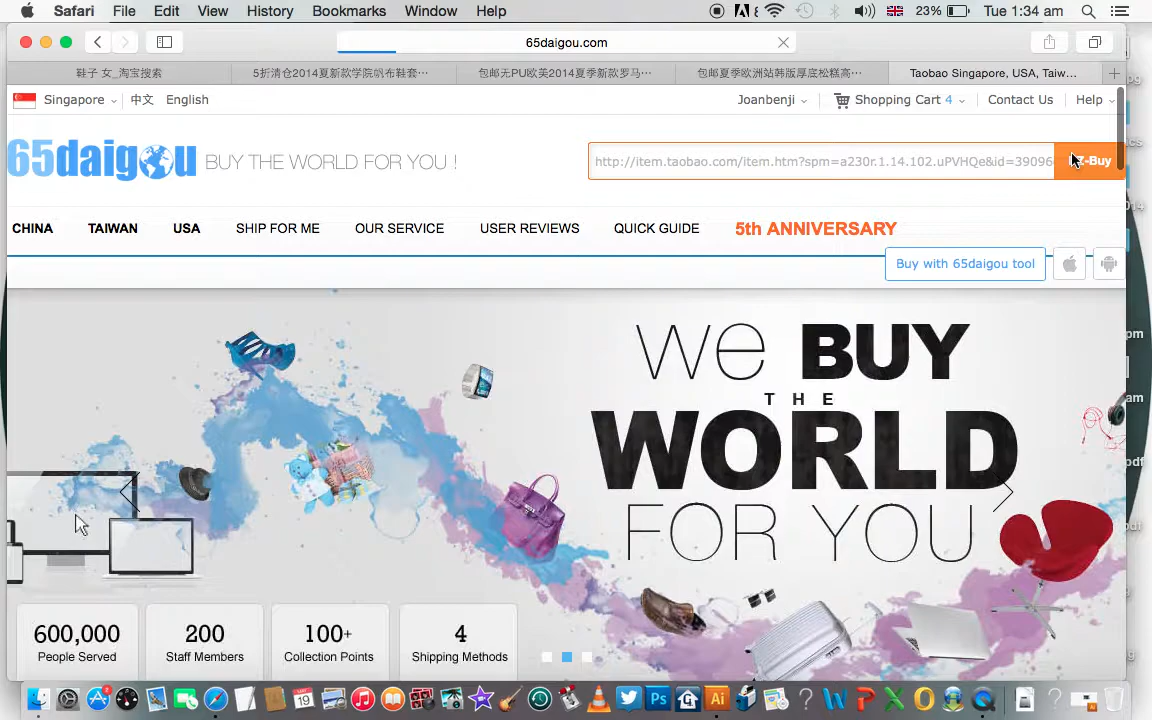 Safari File Edit View History Bookmarks Window Help 23% Tue 1:34 am
65daigou.com
鞋子 女_淘宝搜索 5折清仓2014夏新款学院帆布鞋套… 包邮无PU欧美2014夏季新款罗马… 包邮夏季欧洲站韩版厚底松糕高… Taobao Singapore, USA, Taiw...
Singapore 中文 English Joanbenji Shopping Cart 4 Contact Us Help
65daigou BUY THE WORLD FOR YOU ! http://item.taobao.com/item.htm?spm=a230r.1.14.102.uPVHQe&id=39096 -Buy
CHINA TAIWAN USA SHIP FOR ME OUR SERVICE USER REVIEWS QUICK GUIDE 5th ANNIVERSARY
Buy with 65daigou tool
we BUY
THE
WORLD
FOR YOU
600,000 200 100+ 4
People Served Staff Members Collection Points Shipping Methods
pm
am
pdf